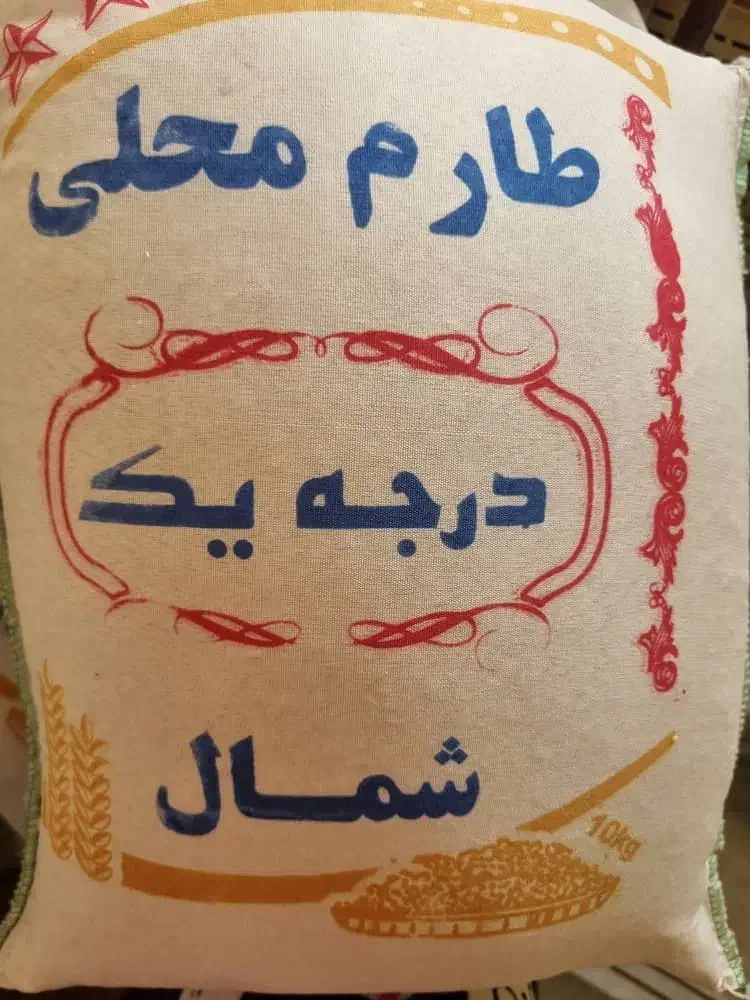 طارم محلی
درجه یک
شمال
10kg